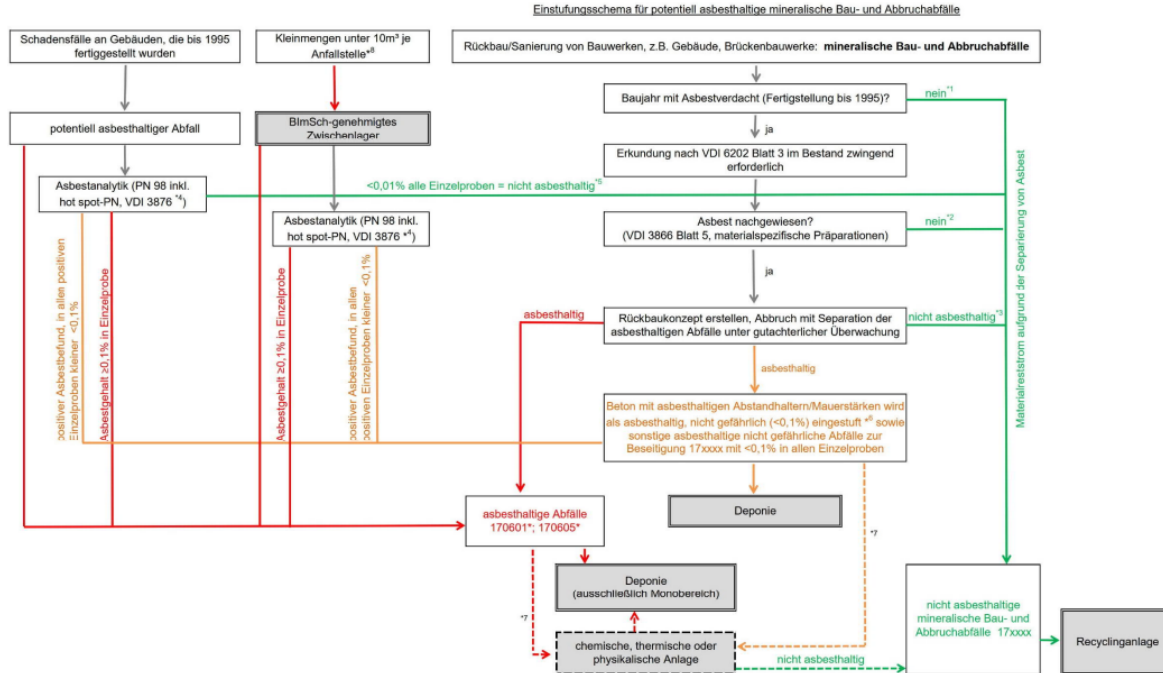 Einstufungsschema für potentiell asbesthaltige mineralische Bau- und Abbruchabfälle
Schadensfälle an Gebäuden, die bis 1995
fertiggestellt wurden
Kleinmengen unter 10m³ je
Anfallstelle*8
Rückbau/Sanierung von Bauwerken, z.B. Gebäude, Brückenbauwerke: mineralische Bau- und Abbruchabfälle
potentiell asbesthaltiger Abfall
BImSch-genehmigtes
Zwischenlager
Baujahr mit Asbestverdacht (Fertigstellung bis 1995)?
nein*1
ja
Erkundung nach VDI 6202 Blatt 3 im Bestand zwingend
erforderlich
Asbestanalytik (PN 98 inkl.
hot spot-PN, VDI 3876 *4)
<0,01% alle Einzelproben = nicht asbesthaltig*5
Asbestanalytik (PN 98 inkl.
hot spot-PN, VDI 3876 *4)
Asbest nachgewiesen?
(VDI 3866 Blatt 5, materialspezifische Präparationen)
nein*2
ja
Rückbaukonzept erstellen, Abbruch mit Separation der
asbesthaltigen Abfälle unter gutachterlicher Überwachung
asbesthaltig
nicht asbesthaltig*3
Materialreststrom aufgrund der Separierung von Asbest
positiver Asbestbefund, in allen positiven
Einzelproben kleiner <0,1%
Asbestgehalt ≥0,1% in Einzelprobe
Asbestgehalt ≥0,1% in Einzelprobe
positiver Asbestbefund, in allen
positiven Einzelproben kleiner <0,1%
asbesthaltig
Beton mit asbesthaltigen Abstandhaltern/Mauerstärken wird
als asbesthaltig, nicht gefährlich (<0,1%) eingestuft *6 sowie
sonstige asbesthaltige nicht gefährliche Abfälle zur
Beseitigung 17xxxx mit <0,1% in allen Einzelproben
Deponie
asbesthaltige Abfälle
170601*; 170605*
*7
*7
Deponie
(ausschließlich Monobereich)
chemische, thermische oder
physikalische Anlage
nicht asbesthaltig
nicht asbesthaltige
mineralische Bau- und
Abbruchabfälle 17xxxx
Recyclinganlage